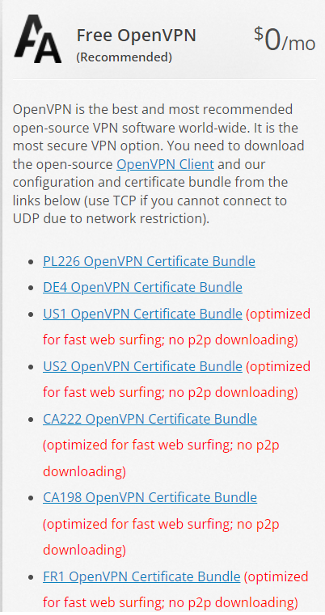 AA
Free OpenVPN
$0/mo
(Recommended)
OpenVPN is the best and most recommended
open-source VPN software world-wide. It is the
most secure VPN option. You need to download
the open-source OpenVPN Client and our
configuration and certificate bundle from the
links below (use TCP if you cannot connect to
UDP due to network restriction).
PL226 OpenVPN Certificate Bundle
DE4 OpenVPN Certificate Bundle
US1 OpenVPN Certificate Bundle (optimized
for fast web surfing; no p2p downloading)
US2 OpenVPN Certificate Bundle (optimized
for fast web surfing; no p2p downloading)
CA222 OpenVPN Certificate Bundle
(optimized for fast web surfing; no p2p
downloading)
CA198 OpenVPN Certificate Bundle
(optimized for fast web surfing; no p2p
downloading)
FR1 OpenVPN Certificate Bundle (optimized
for fast web surfing; no p2p downloading)